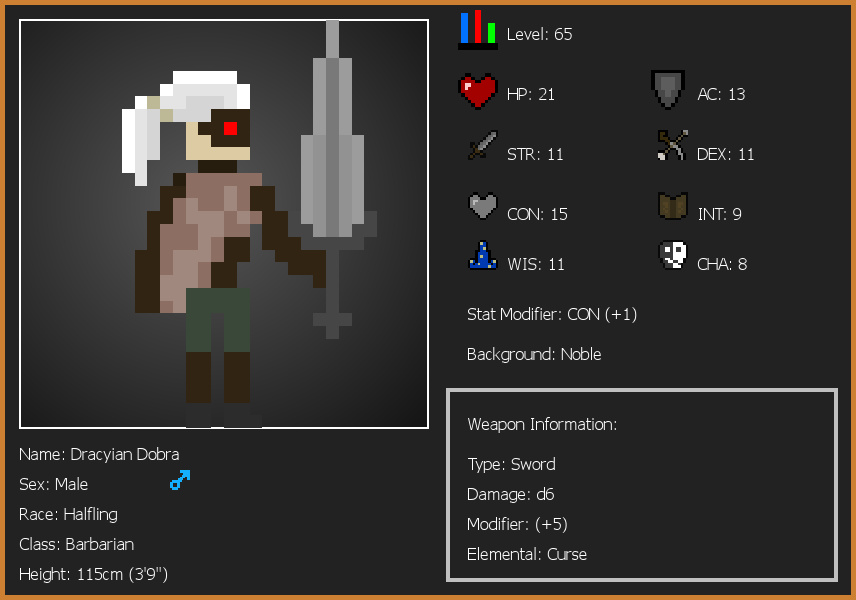 Level: 65
HP: 21
AC: 13
STR: 11
DEX: 11
CON: 15
INT: 9
WIS: 11
CHA: 8
Stat Modifier: CON (+1)
Background: Noble
Weapon Information:
Type: Sword
Damage: d6
Modifier: (+5)
Elemental: Curse
Name: Dracyian Dobra
Sex: Male
Race: Halfling
Class: Barbarian
Height: 115cm (3'9")